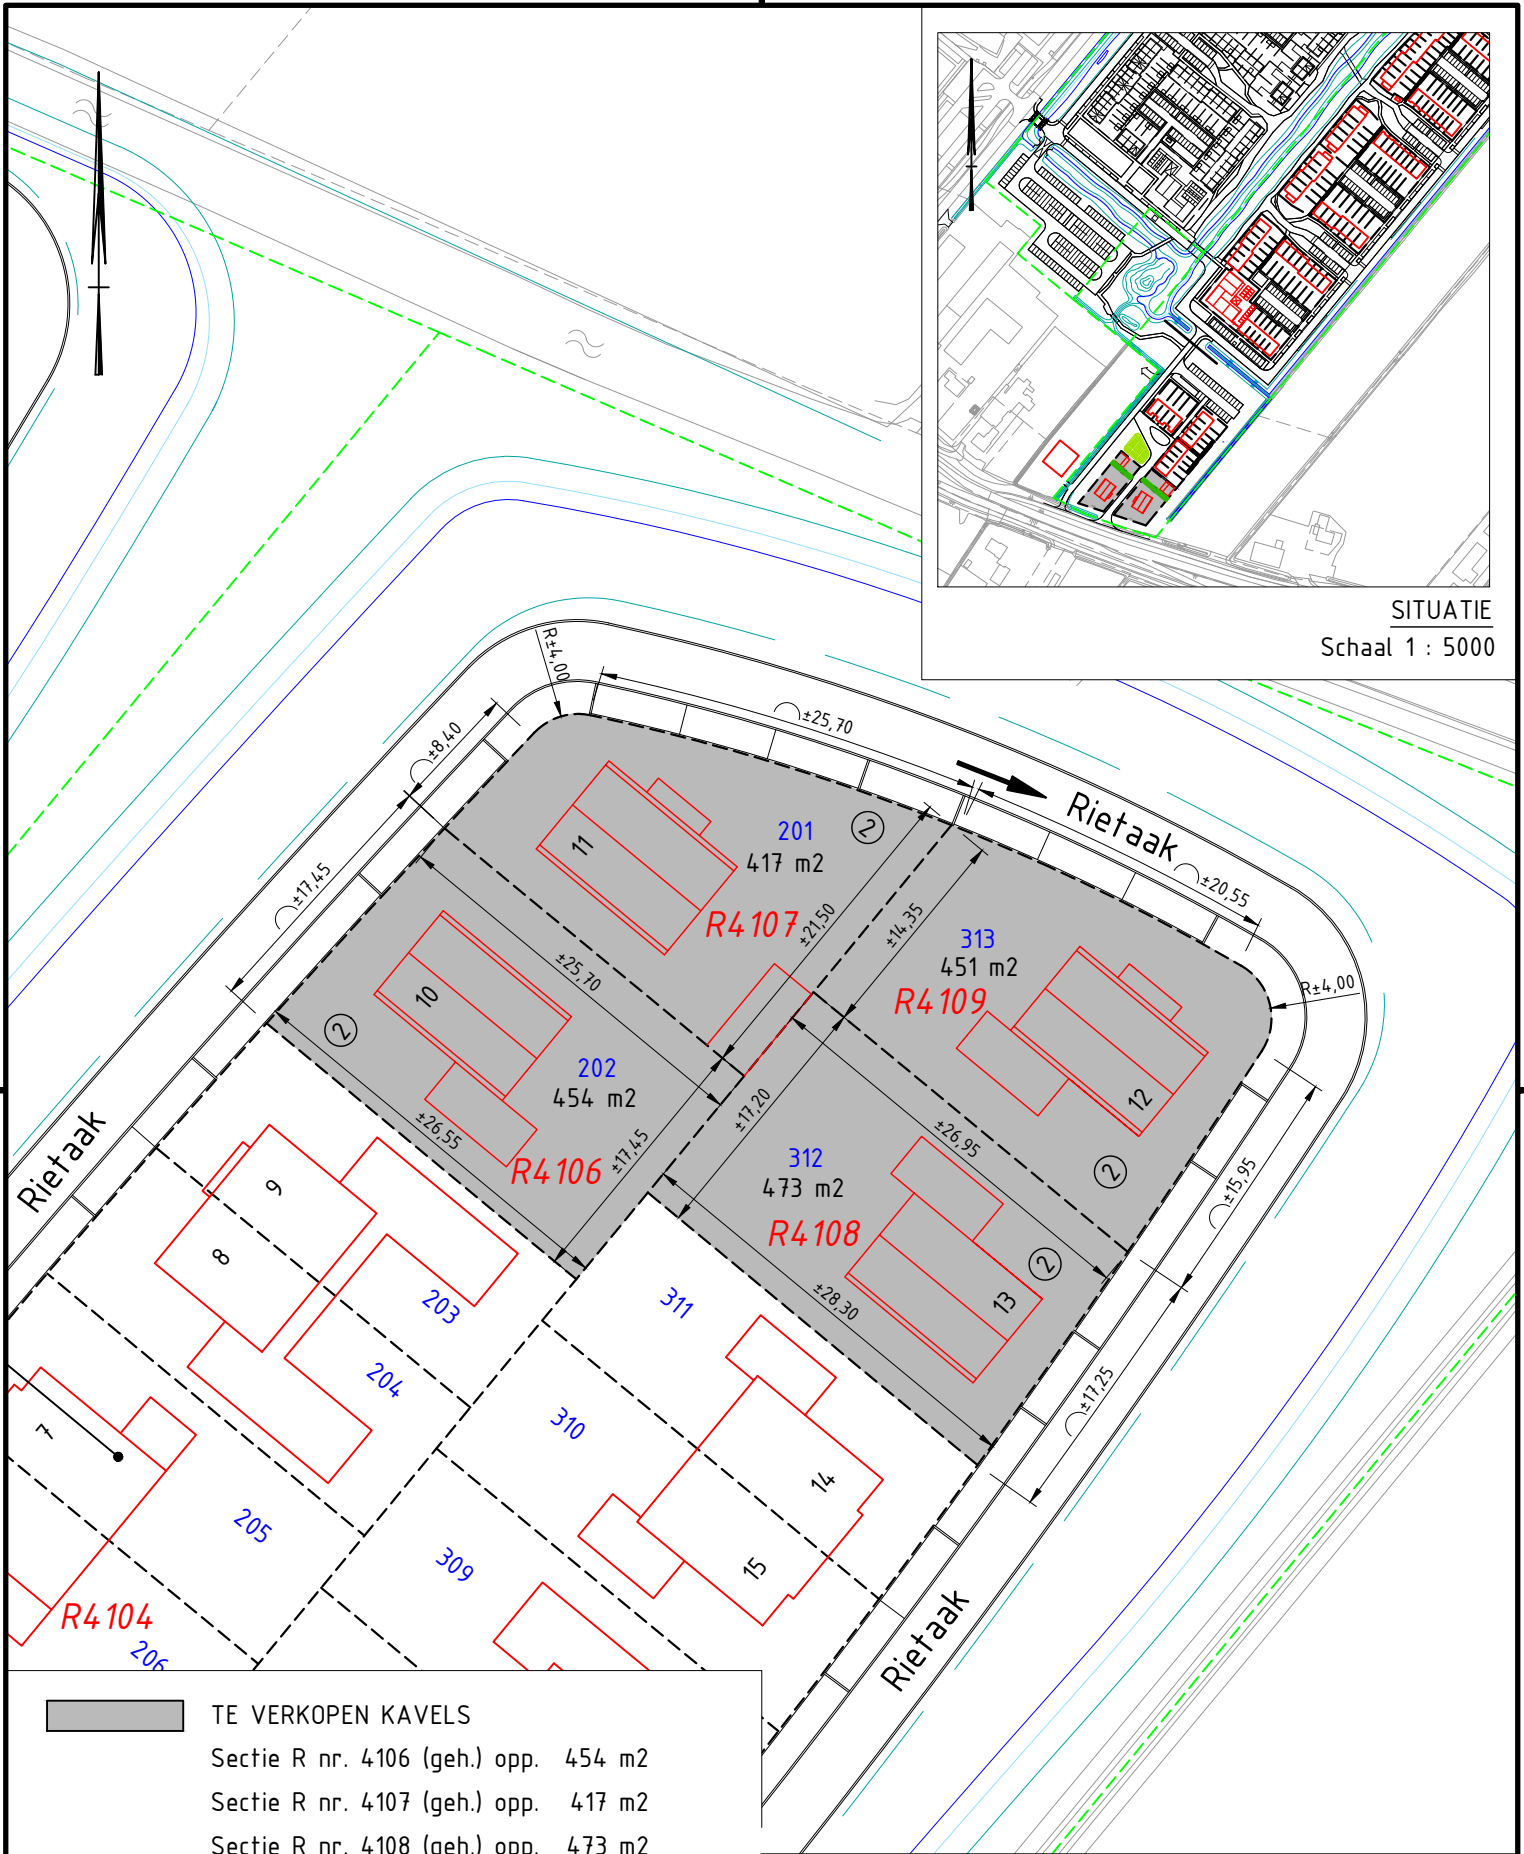 SITUATIE
Schaal 1 : 5000
R±4,00
±8,40
±25,70
Rietaak
201
417 m2
2
11
R4107
±17,45
±21,50
±14,35
±20,55
313
451 m2
R4109
R±4,00
±25,70
10
2
202
454 m2
R4106
±26,55
±17,45
±17,20
12
2
±26,95
312
473 m2
R4108
2
13
±28,30
±15,95
±17,25
Rietaak
9
8
203
204
311
310
7
205
309
14
15
R4104
206
Rietaak
TE VERKOPEN KAVELS
Sectie R nr. 4106 (geh.) opp. 454 m2
Sectie R nr. 4107 (geh.) opp. 417 m2
Sectie R nr. 4108 (geh.) opp. 473 m2